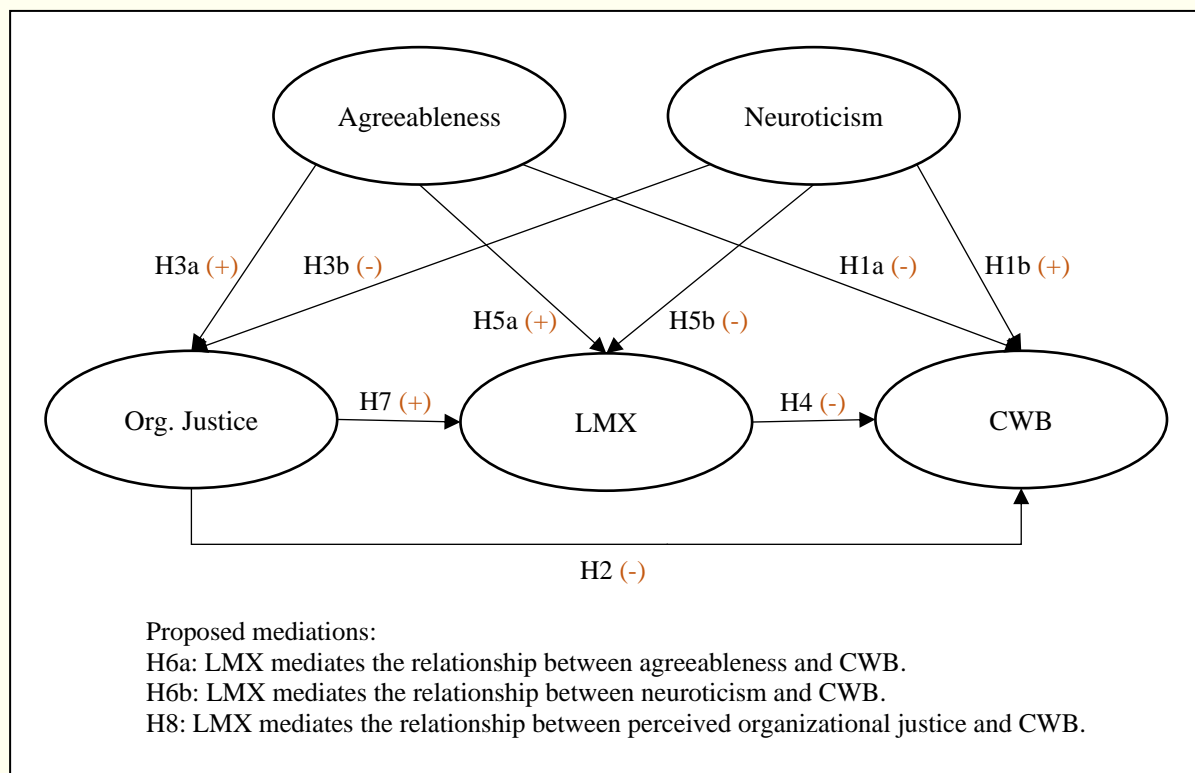 Agreeableness
Neuroticism
H3a (+)
H3b (-)
H1a (-)
H1b (+)
H5a (+)
H5b (-)
Org. Justice
H7 (+)
LMX
H4 (-)
CWB
H2 (-)
Proposed mediations:
H6a: LMX mediates the relationship between agreeableness and CWB.
H6b: LMX mediates the relationship between neuroticism and CWB.
H8: LMX mediates the relationship between perceived organizational justice and CWB.